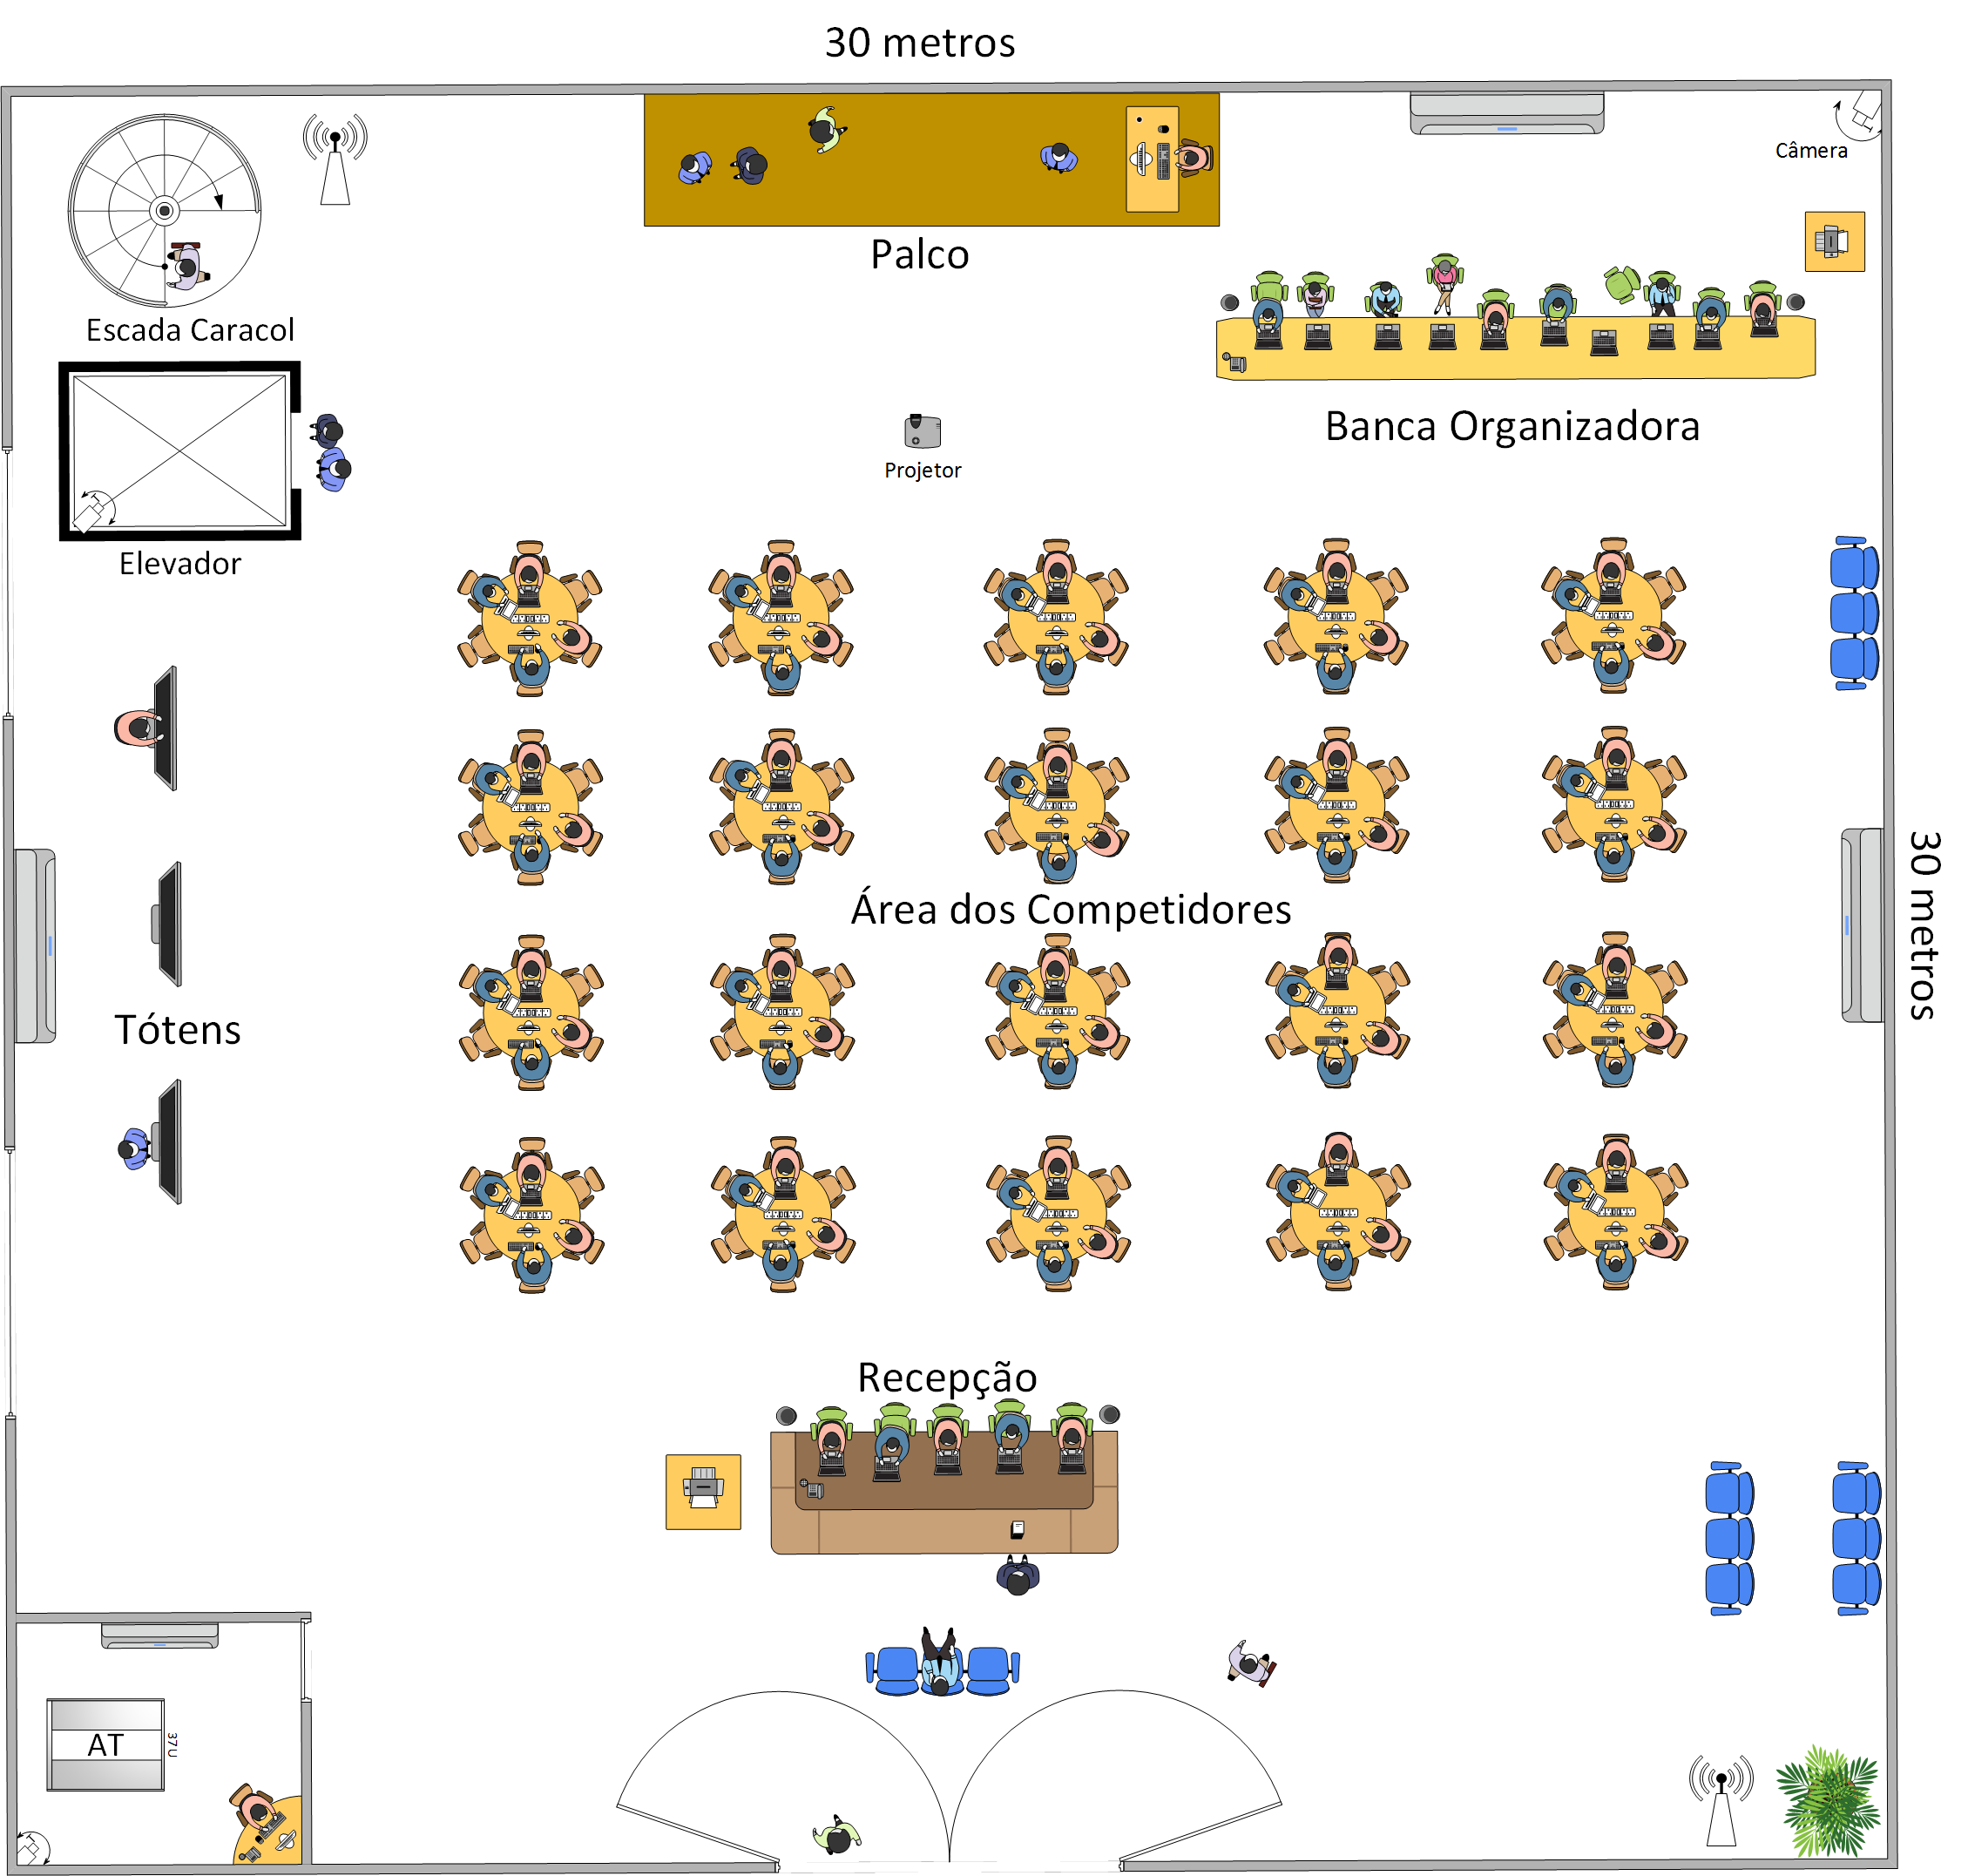 30 metros
Câmera
Palco
Escada Caracol
Banca Organizadora
Projetor
Elevador
Área dos Competidores
30 metros
Tótens
Recepção
AT
37U